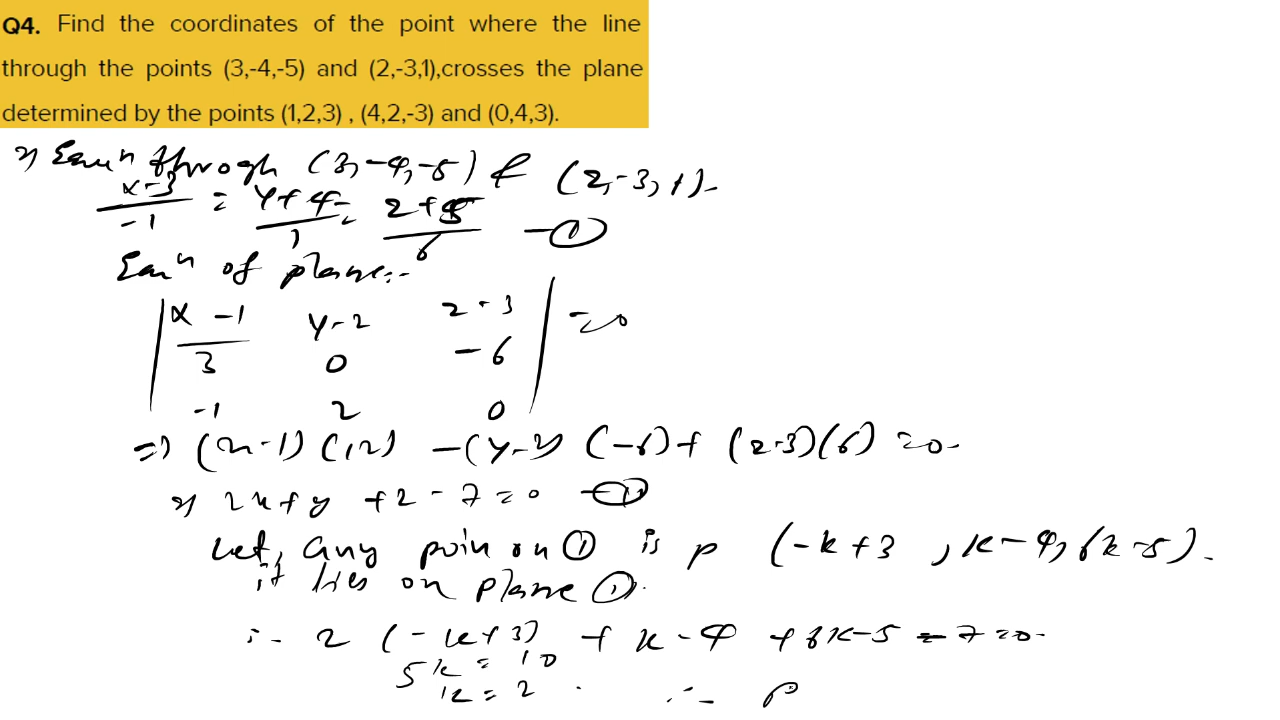 Q4. Find the coordinates of the point where the line
through the points (3,-4,-5) and (2,-3,1),crosses the plane
determined by the points (1,2,3) , (4,2,-3) and (0,4,3).
Equn through (3,-4,-5) & (2,-3,1).
x-3/-1 = y+4/1 = z+5/6 -①
Eqn of plane:-
| x-1 y-2 z-3 | =0
3 0 -6
-1 2 0
=> (x-1) (12) -(y-2) (-6)+ (z-3)(6) =0-
=> 2x+y +z-7=0 -⑪
Let, any poin on ① is p (-k+3 , k-4, 6k-5).
it lies on plane ⑪.
∴ 2 (-k+3) + k-4 +6k-5 -7=0.
5k = 10
k=2 . ∴ P